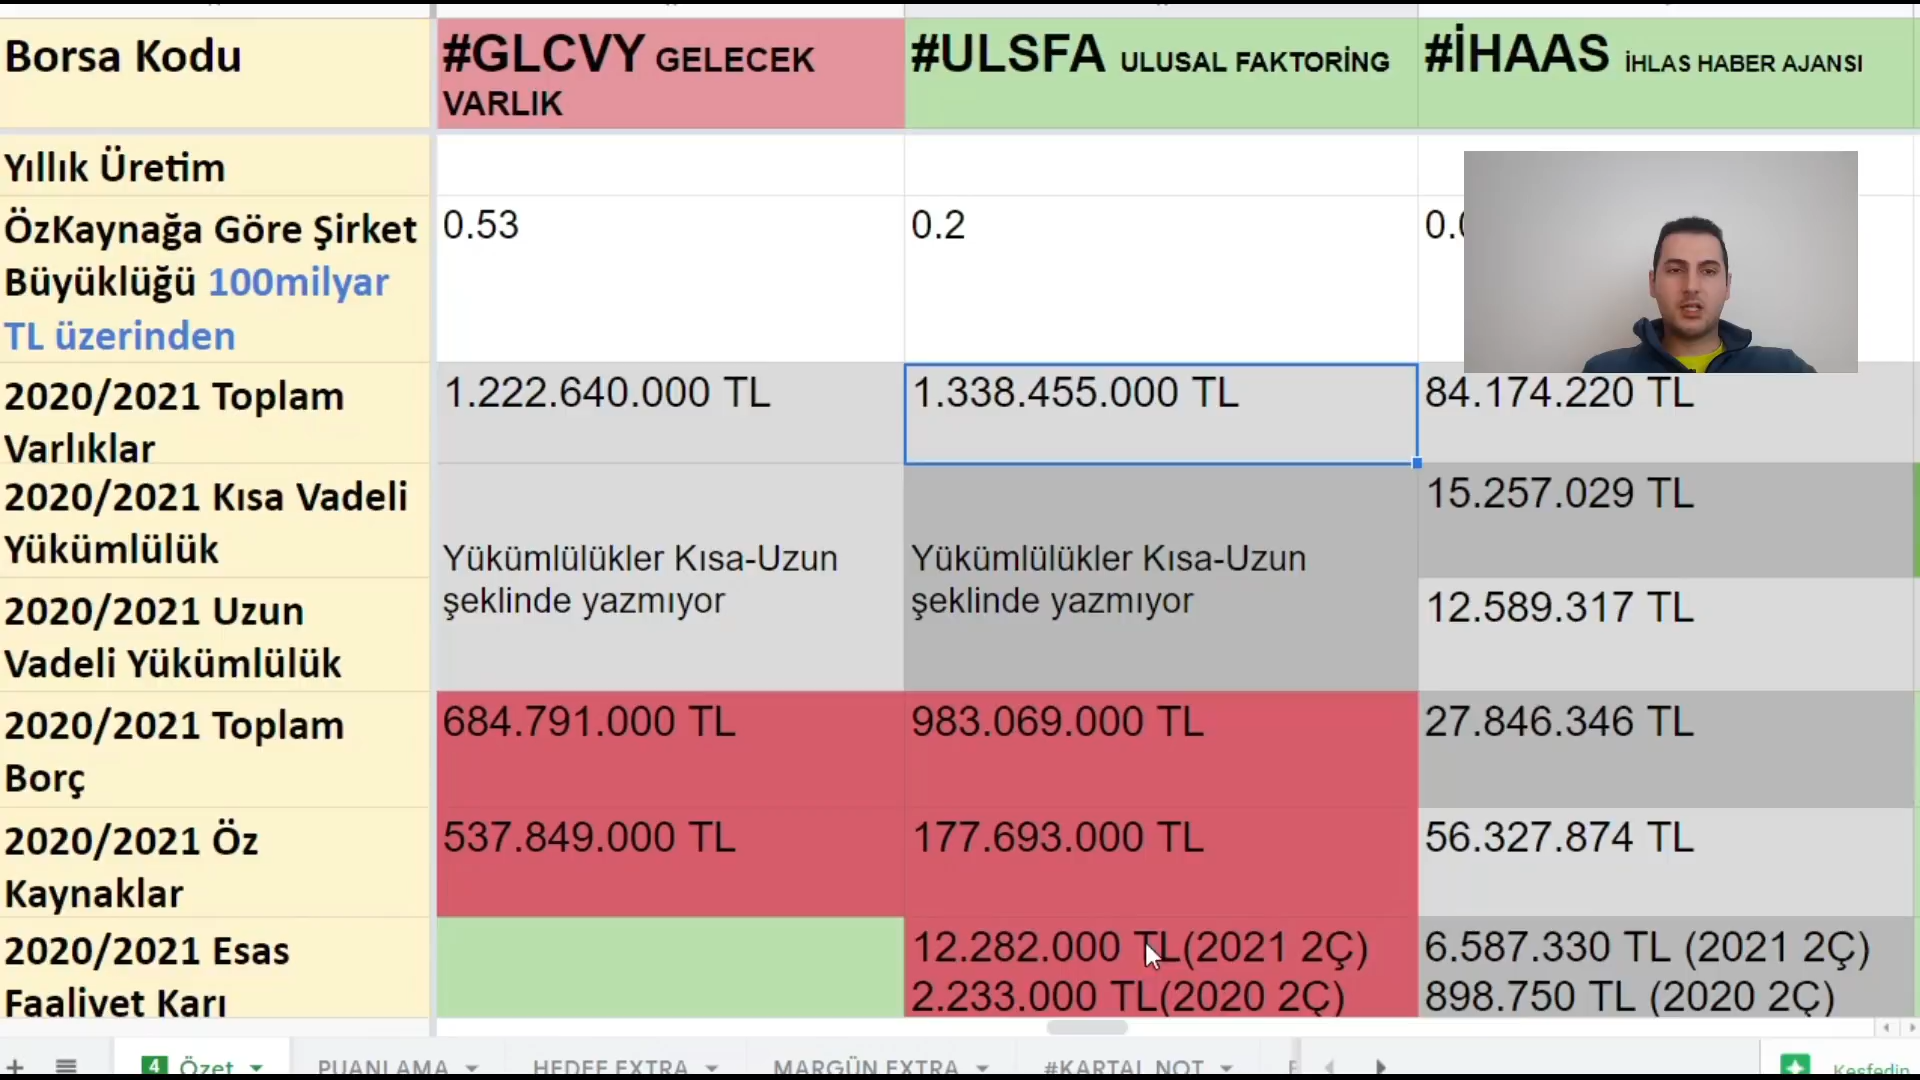 Borsa Kodu
#GLCVY GELECEK
VARLIK
#ULSFA ULUSAL FAKTORİNG
#İHAAS İHLAS HABER AJANSI
Yıllık Üretim
ÖzKaynağa Göre Şirket
Büyüklüğü 100milyar
TL üzerinden
0.53
0.2
2020/2021 Toplam
Varlıklar
1.222.640.000 TL
1.338.455.000 TL
84.174.220 TL
2020/2021 Kısa Vadeli
Yükümlülük
Yükümlülükler Kısa-Uzun
şeklinde yazmıyor
Yükümlülükler Kısa-Uzun
şeklinde yazmıyor
15.257.029 TL
2020/2021 Uzun
Vadeli Yükümlülük
12.589.317 TL
2020/2021 Toplam
Borç
684.791.000 TL
983.069.000 TL
27.846.346 TL
2020/2021 Öz
Kaynaklar
537.849.000 TL
177.693.000 TL
56.327.874 TL
2020/2021 Esas
Faaliyet Karı
12.282.000 TL(2021 2Ç)
2.233.000 TL(2020 2Ç)
6.587.330 TL (2021 2Ç)
898.750 TL (2020 2Ç)
4 Özet
PUANLAMA
HEDEF EXTRA
MARGÜN EXTRA
#KARTAL NOT
Keşfedin